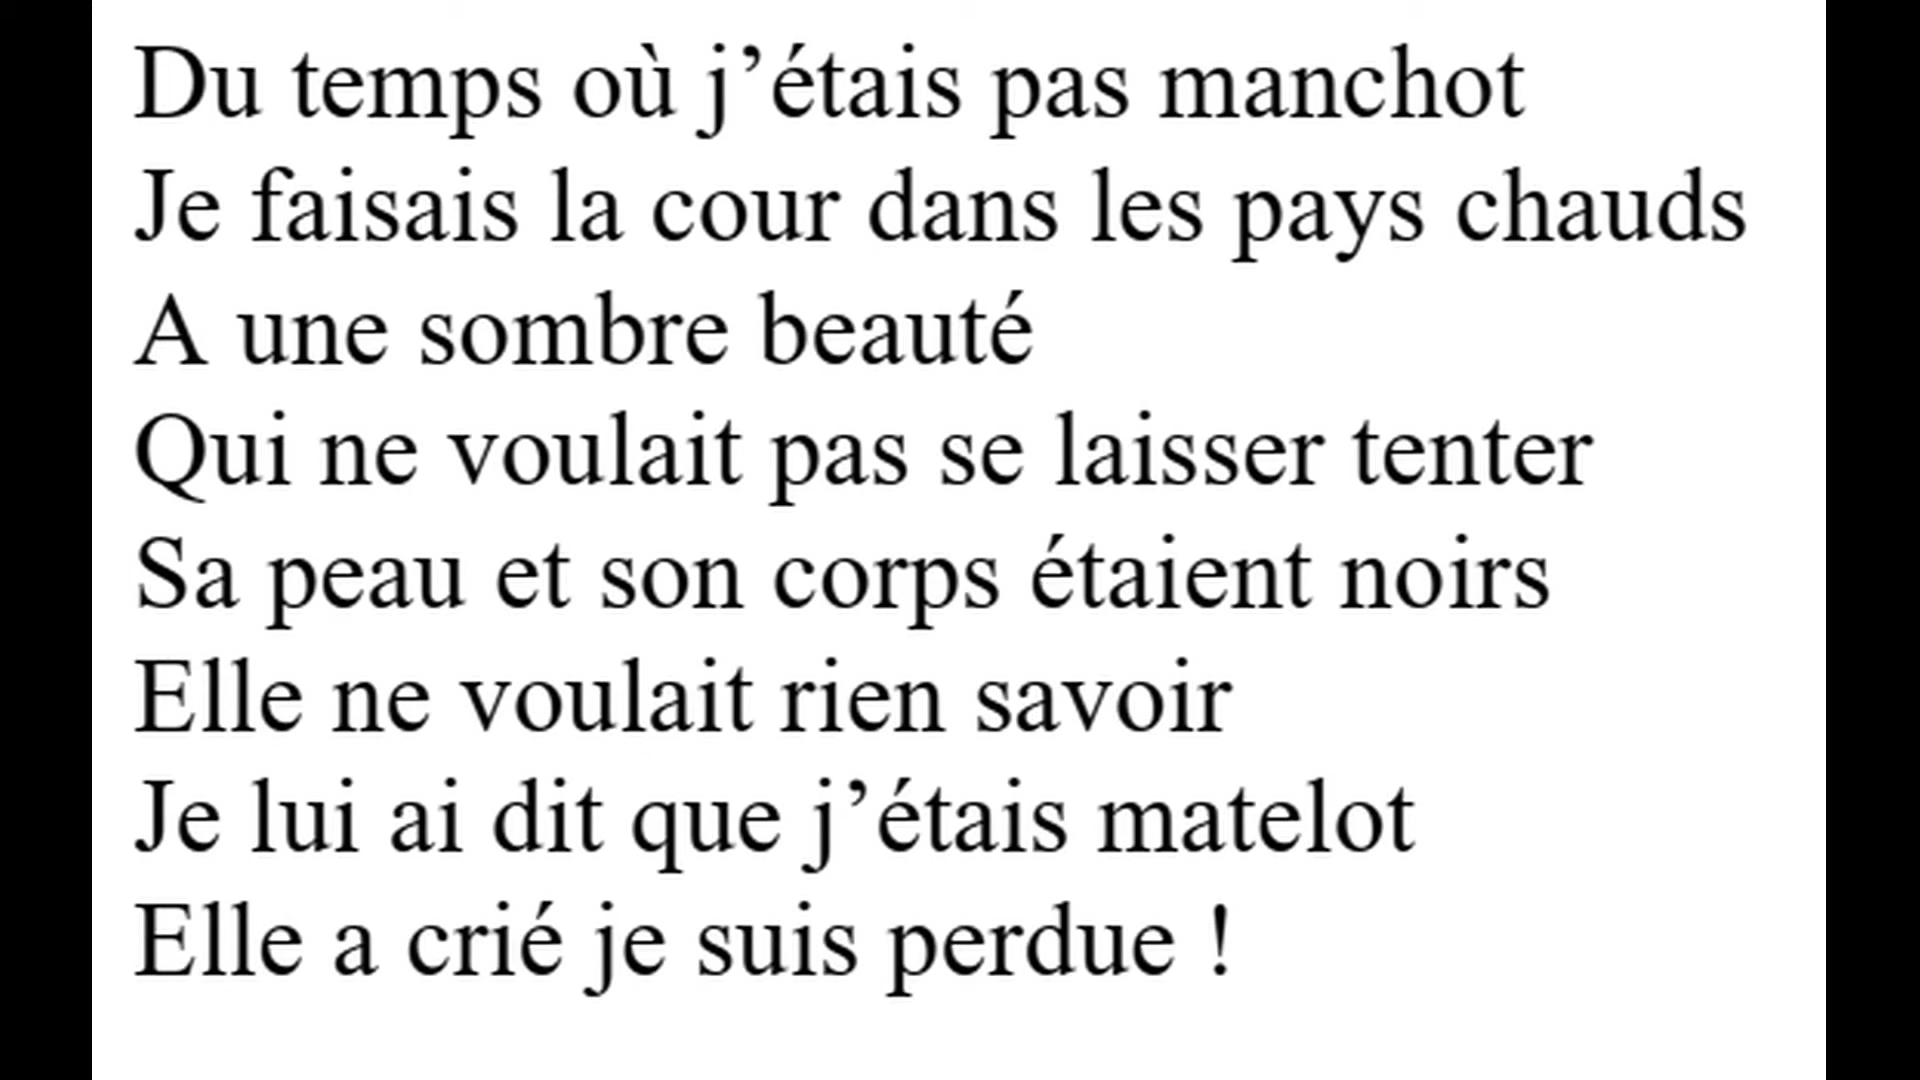 Du temps où j’étais pas manchot
Je faisais la cour dans les pays chauds
A une sombre beauté
Qui ne voulait pas se laisser tenter
Sa peau et son corps étaient noirs
Elle ne voulait rien savoir
Je lui ai dit que j’étais matelot
Elle a crié je suis perdue !